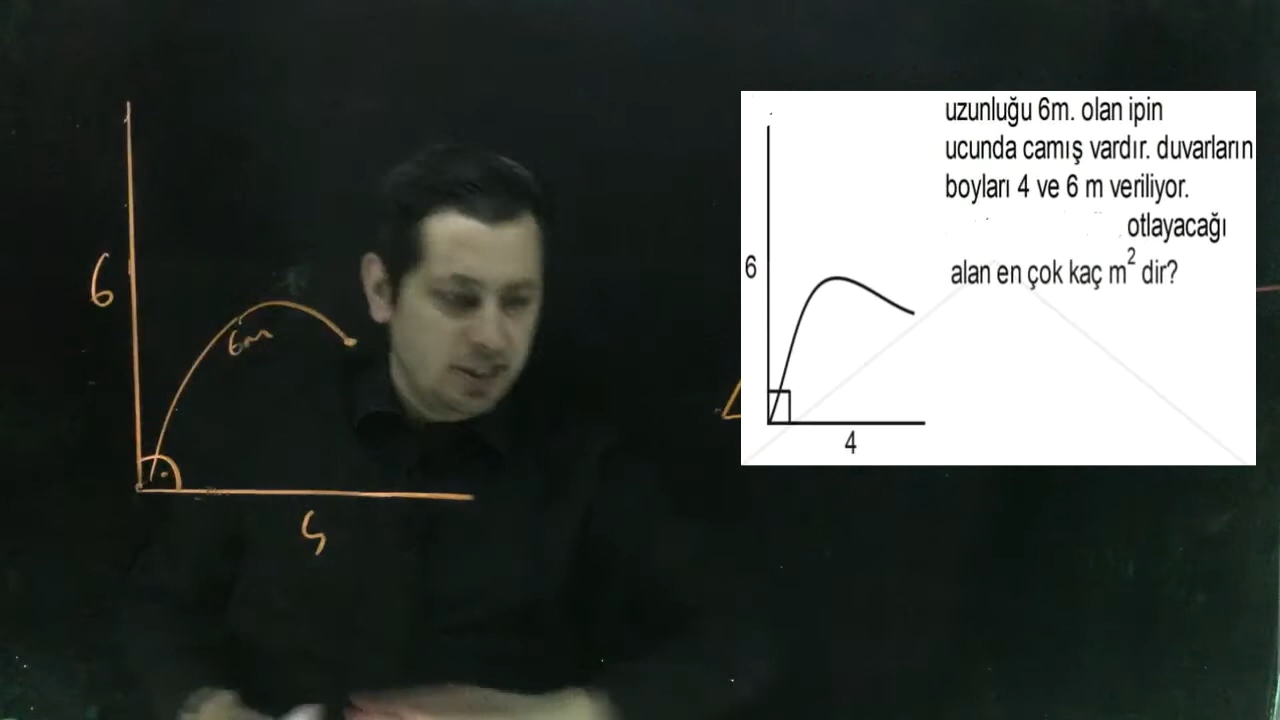 6
6m
5
uzunluğu 6m. olan ipin
ucunda camış vardır. duvarların
boyları 4 ve 6 m veriliyor.
otlayacağı
alan en çok kaç m² dir?
6
4